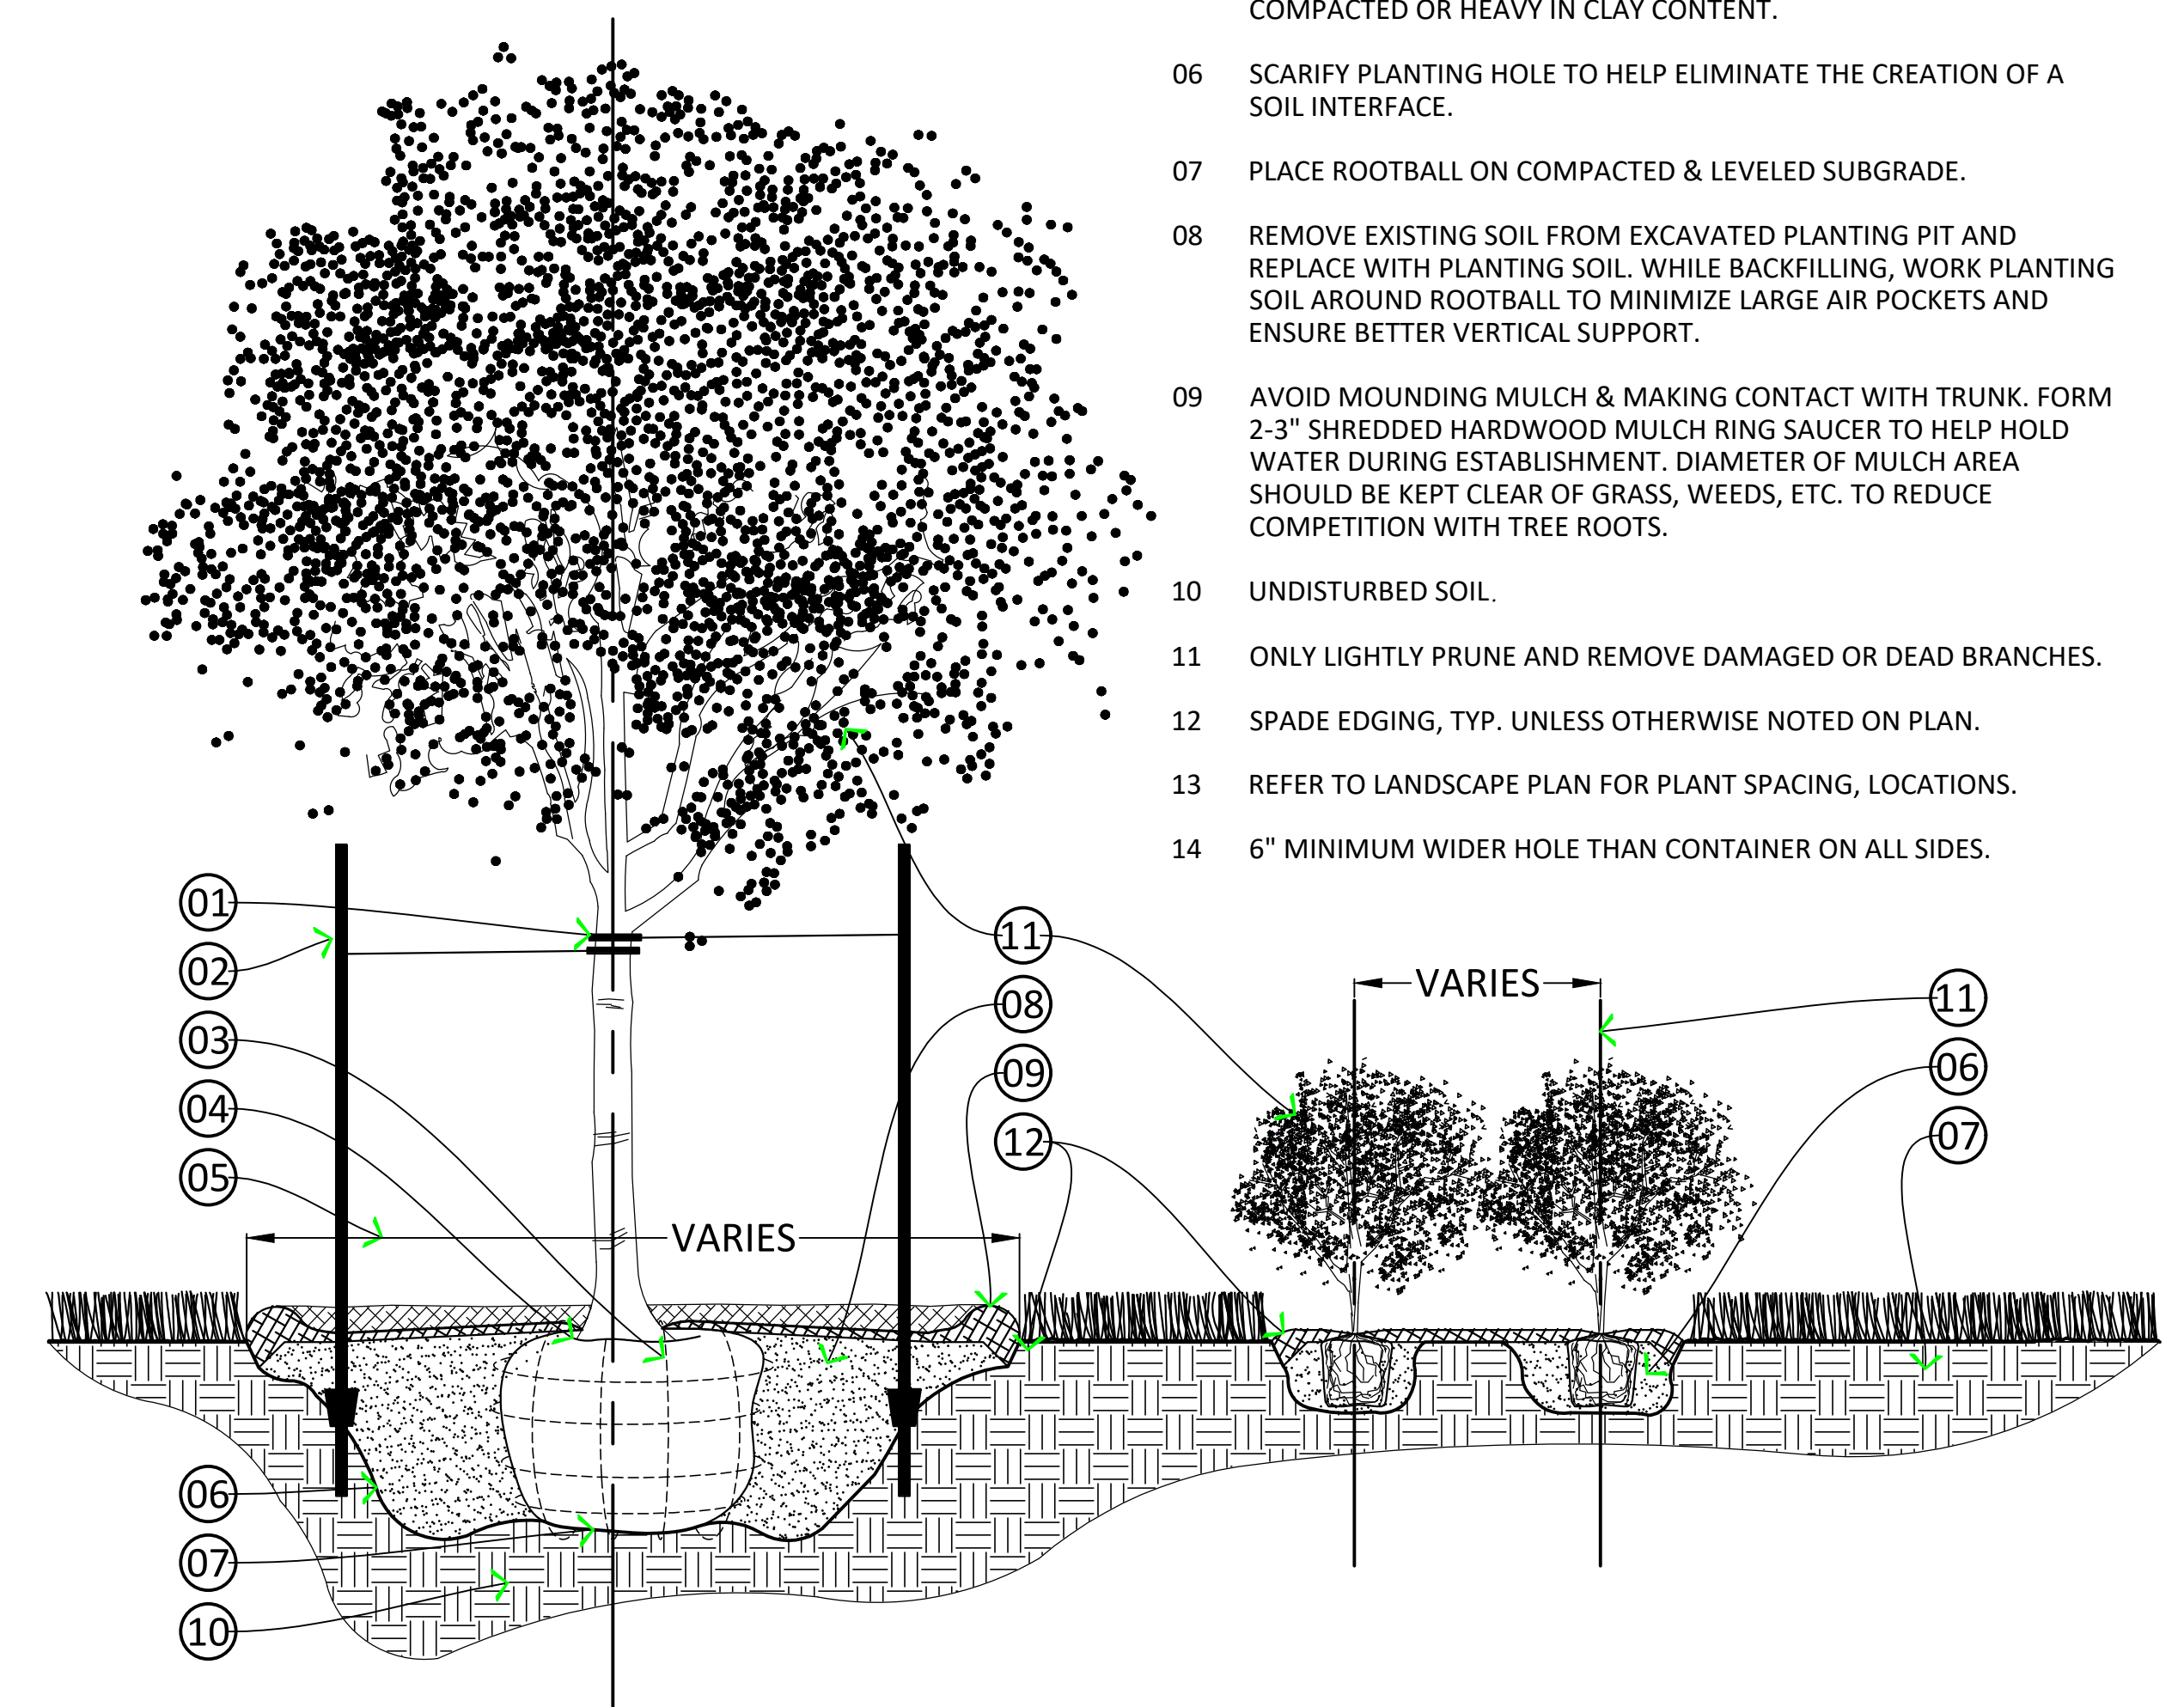 COMPACTED OR HEAVY IN CLAY CONTENT.
06 SCARIFY PLANTING HOLE TO HELP ELIMINATE THE CREATION OF A
SOIL INTERFACE.
07 PLACE ROOTBALL ON COMPACTED & LEVELED SUBGRADE.
08 REMOVE EXISTING SOIL FROM EXCAVATED PLANTING PIT AND
REPLACE WITH PLANTING SOIL. WHILE BACKFILLING, WORK PLANTING
SOIL AROUND ROOTBALL TO MINIMIZE LARGE AIR POCKETS AND
ENSURE BETTER VERTICAL SUPPORT.
09 AVOID MOUNDING MULCH & MAKING CONTACT WITH TRUNK. FORM
2-3" SHREDDED HARDWOOD MULCH RING SAUCER TO HELP HOLD
WATER DURING ESTABLISHMENT. DIAMETER OF MULCH AREA
SHOULD BE KEPT CLEAR OF GRASS, WEEDS, ETC. TO REDUCE
COMPETITION WITH TREE ROOTS.
10 UNDISTURBED SOIL.
11 ONLY LIGHTLY PRUNE AND REMOVE DAMAGED OR DEAD BRANCHES.
12 SPADE EDGING, TYP. UNLESS OTHERWISE NOTED ON PLAN.
13 REFER TO LANDSCAPE PLAN FOR PLANT SPACING, LOCATIONS.
14 6" MINIMUM WIDER HOLE THAN CONTAINER ON ALL SIDES.
01
02
03
04
05
VARIES
06
07
10
11
08
09
12
VARIES
11
06
07